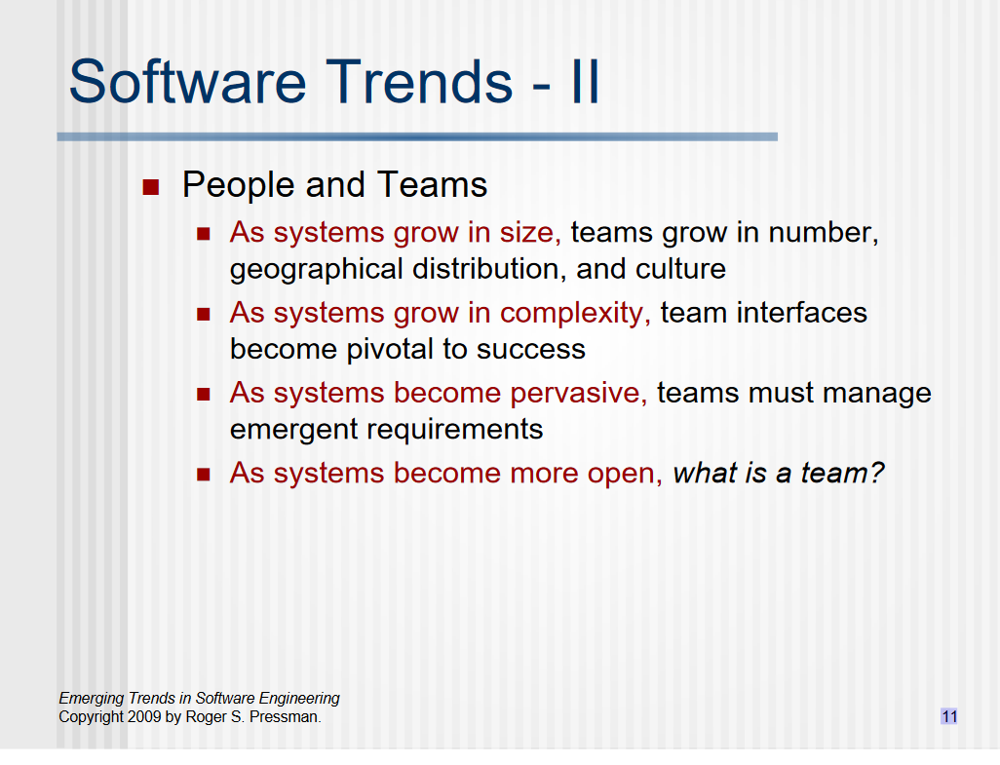 Software Trends - II
People and Teams
As systems grow in size, teams grow in number,
geographical distribution, and culture
As systems grow in complexity, team interfaces
become pivotal to success
As systems become pervasive, teams must manage
emergent requirements
As systems become more open, what is a team?
Emerging Trends in Software Engineering
Copyright 2009 by Roger S. Pressman.
11